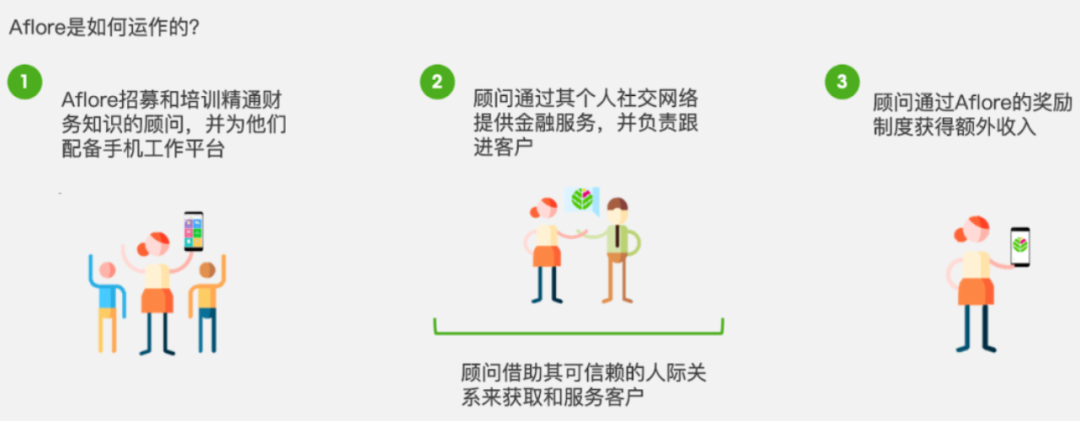 Aflore是如何运作的？
1
Aflore招募和培训精通财
务知识的顾问，并为他们
配备手机工作平台
2
顾问通过其个人社交网络
提供金融服务，并负责跟
进客户
顾问借助其可信赖的人际关
系来获取和服务客户
3
顾问通过Aflore的奖励
制度获得额外收入